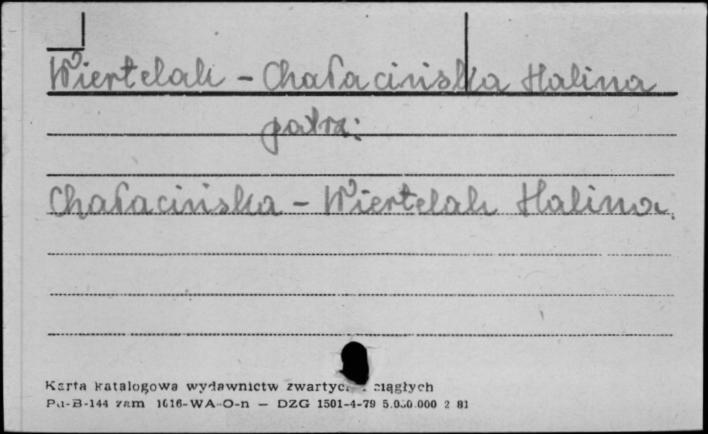 Wiertelak - Chałacińska Halina
patrz:
Chałacińska - Wiertelak Halina.
Karta katalogowa wydawnictw zwartych i ciągłych
Pu-B-144 zam 1616-WA-O-n — DZG 1501-4-79 5.000.000 2 81